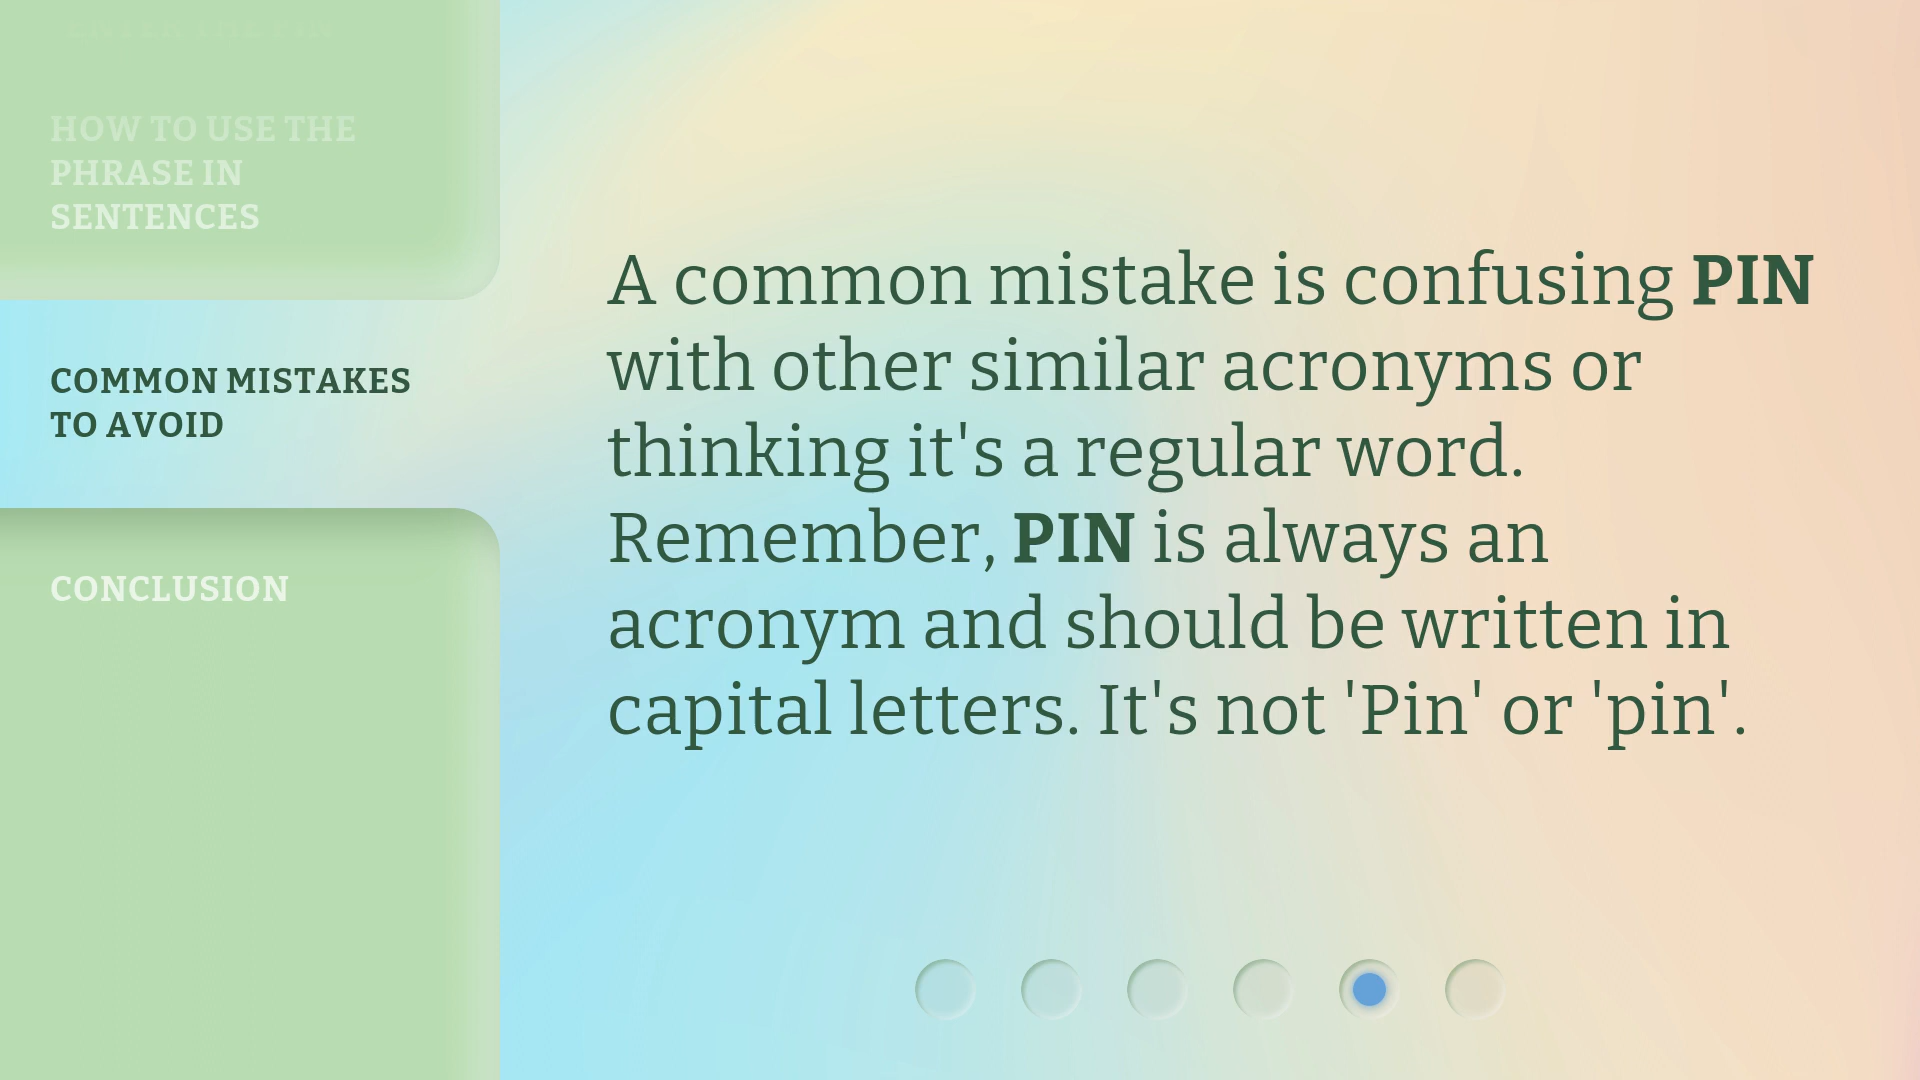 HOW TO USE THE
PHRASE IN
SENTENCES
COMMON MISTAKES
TO AVOID
CONCLUSION
A common mistake is confusing PIN
with other similar acronyms or
thinking it's a regular word.
Remember, PIN is always an
acronym and should be written in
capital letters. It's not 'Pin' or 'pin'.